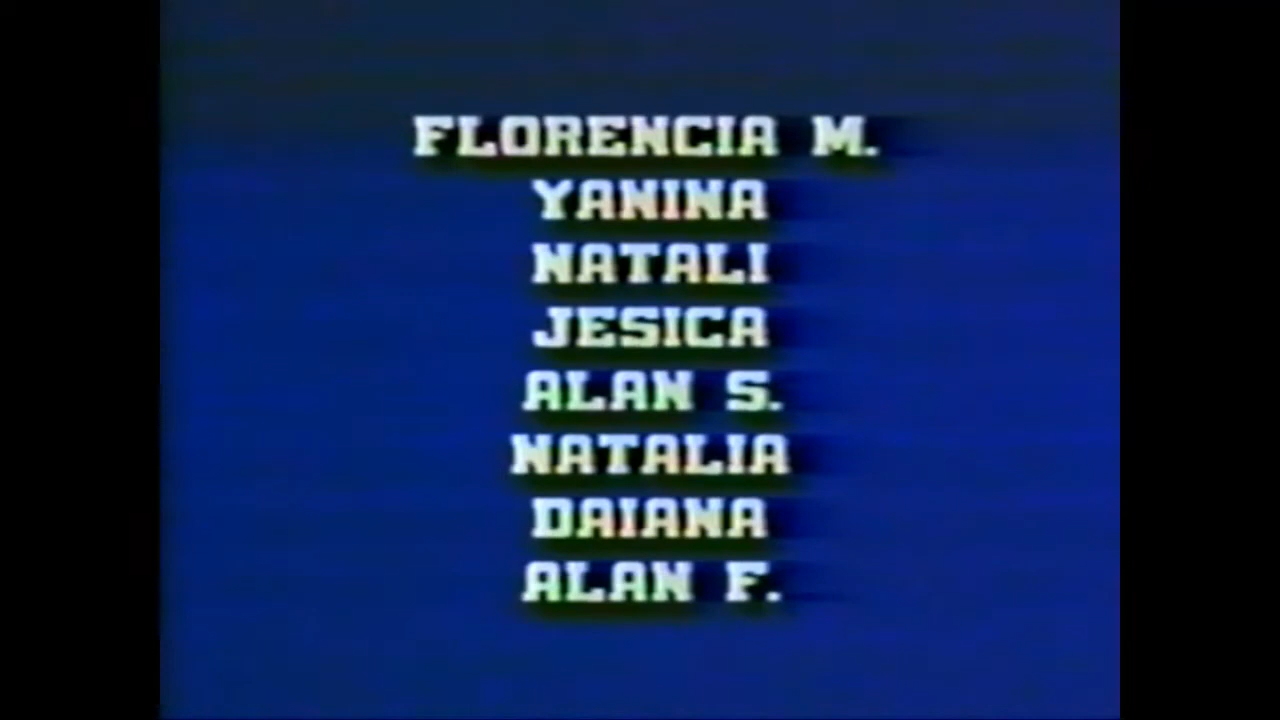 FLORENCIA M.
YANINA
NATALI
JESICA
ALAN S.
NATALIA
DAIANA
ALAN F.